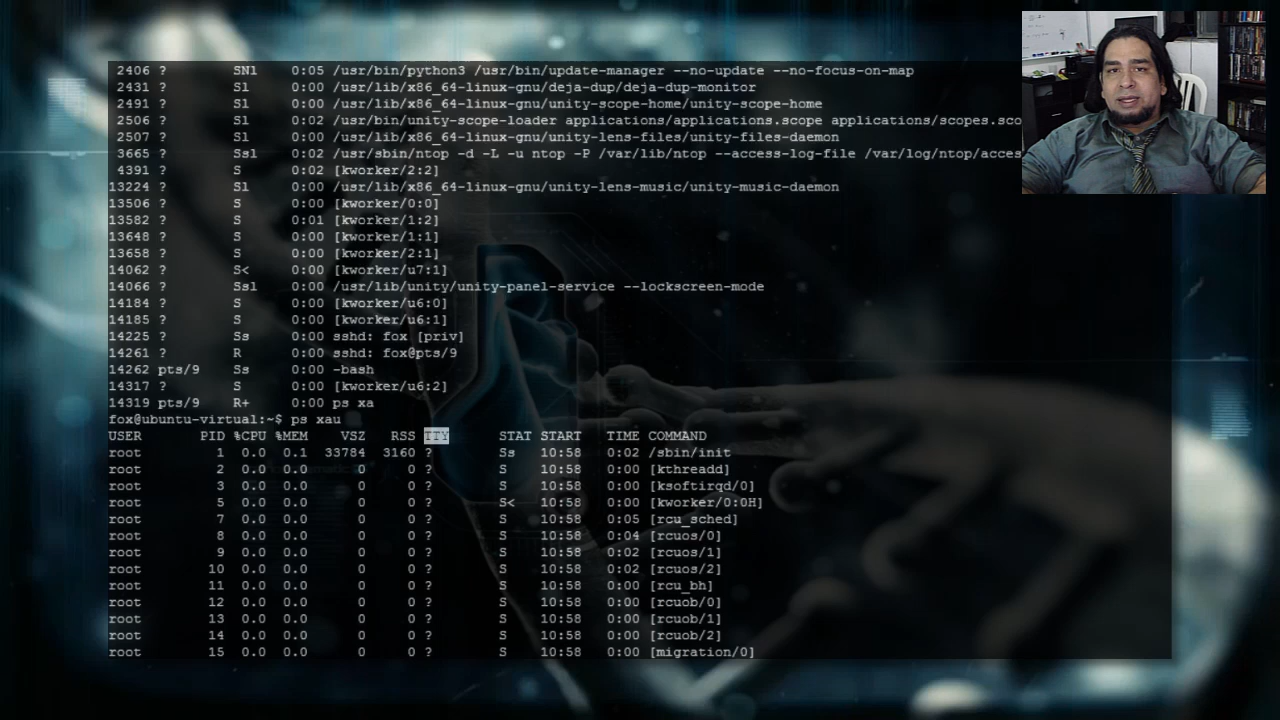 2406 ? SNl 0:05 /usr/bin/python3 /usr/bin/update-manager --no-update --no-focus-on-map
2431 ? Sl 0:00 /usr/lib/x86_64-linux-gnu/deja-dup/deja-dup-monitor
2491 ? Sl 0:00 /usr/lib/x86_64-linux-gnu/unity-scope-home/unity-scope-home
2506 ? Sl 0:02 /usr/bin/unity-scope-loader applications/applications.scope applications/scopes.sco
2507 ? Sl 0:00 /usr/lib/x86_64-linux-gnu/unity-lens-files/unity-files-daemon
3665 ? Ssl 0:02 /usr/sbin/ntop -d -L -u ntop -P /var/lib/ntop --access-log-file /var/log/ntop/acces
4391 ? S 0:02 [kworker/2:2]
13224 ? Sl 0:00 /usr/lib/x86_64-linux-gnu/unity-lens-music/unity-music-daemon
13506 ? S 0:00 [kworker/0:0]
13582 ? S 0:01 [kworker/1:2]
13648 ? S 0:00 [kworker/1:1]
13658 ? S 0:00 [kworker/2:1]
14062 ? S< 0:00 [kworker/u7:1]
14066 ? Ssl 0:00 /usr/lib/unity/unity-panel-service --lockscreen-mode
14184 ? S 0:00 [kworker/u6:0]
14185 ? S 0:00 [kworker/u6:1]
14225 ? Ss 0:00 sshd: fox [priv]
14261 ? R 0:00 sshd: fox@pts/9
14262 pts/9 Ss 0:00 -bash
14317 ? S 0:00 [kworker/u6:2]
14319 pts/9 R+ 0:00 ps xa
fox@ubuntu-virtual:~$ ps xau
USER PID %CPU %MEM VSZ RSS TTY STAT START TIME COMMAND
root 1 0.0 0.1 33784 3160 ? Ss 10:58 0:02 /sbin/init
root 2 0.0 0.0 0 0 ? S 10:58 0:00 [kthreadd]
root 3 0.0 0.0 0 0 ? S 10:58 0:00 [ksoftirqd/0]
root 5 0.0 0.0 0 0 ? S< 10:58 0:00 [kworker/0:0H]
root 7 0.0 0.0 0 0 ? S 10:58 0:05 [rcu_sched]
root 8 0.0 0.0 0 0 ? S 10:58 0:04 [rcuos/0]
root 9 0.0 0.0 0 0 ? S 10:58 0:02 [rcuos/1]
root 10 0.0 0.0 0 0 ? S 10:58 0:02 [rcuos/2]
root 11 0.0 0.0 0 0 ? S 10:58 0:00 [rcu_bh]
root 12 0.0 0.0 0 0 ? S 10:58 0:00 [rcuob/0]
root 13 0.0 0.0 0 0 ? S 10:58 0:00 [rcuob/1]
root 14 0.0 0.0 0 0 ? S 10:58 0:00 [rcuob/2]
root 15 0.0 0.0 0 0 ? S 10:58 0:00 [migration/0]